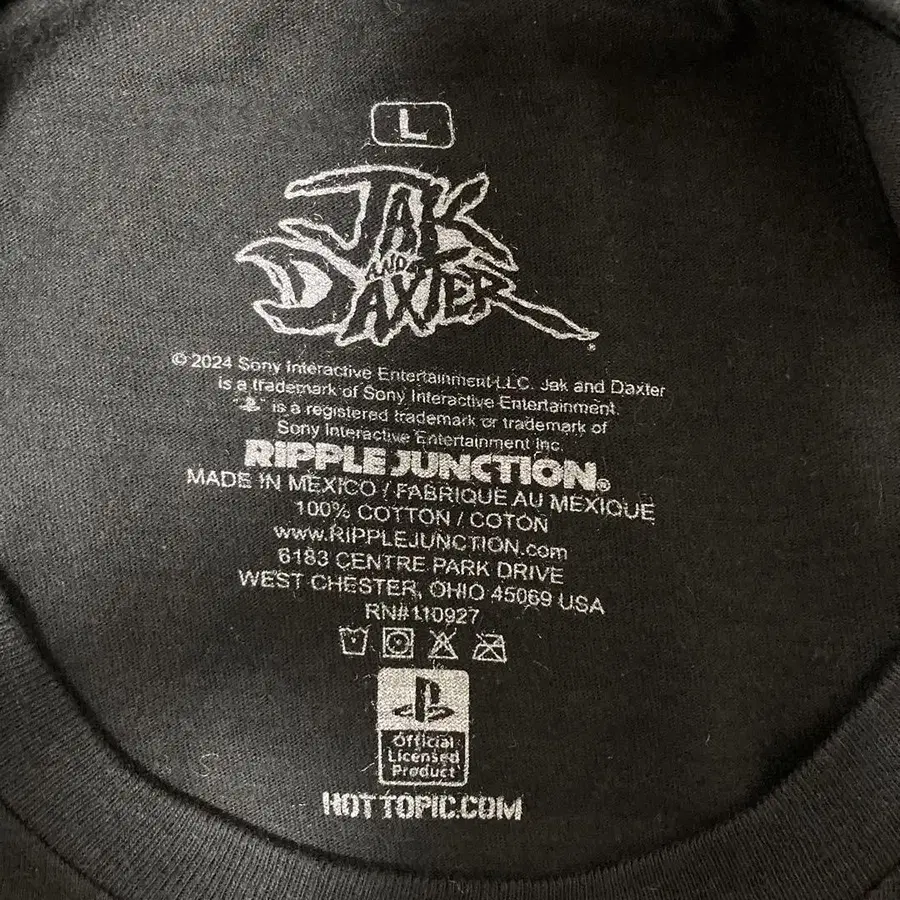 L
JAK
AND
DAXTER
© 2024 Sony Interactive Entertainment LLC. Jak and Daxter
is a trademark of Sony Interactive Entertainment.
" " is a registered trademark or trademark of
Sony Interactive Entertainment Inc.
RIPPLE JUNCTION®
MADE IN MEXICO / FABRIQUE AU MEXIQUE
100% COTTON / COTON
www.RIPPLEJUNCTION.com
6183 CENTRE PARK DRIVE
WEST CHESTER, OHIO 45069 USA
RN#110927
Official
Licensed
Product
HOTTOPIC.COM